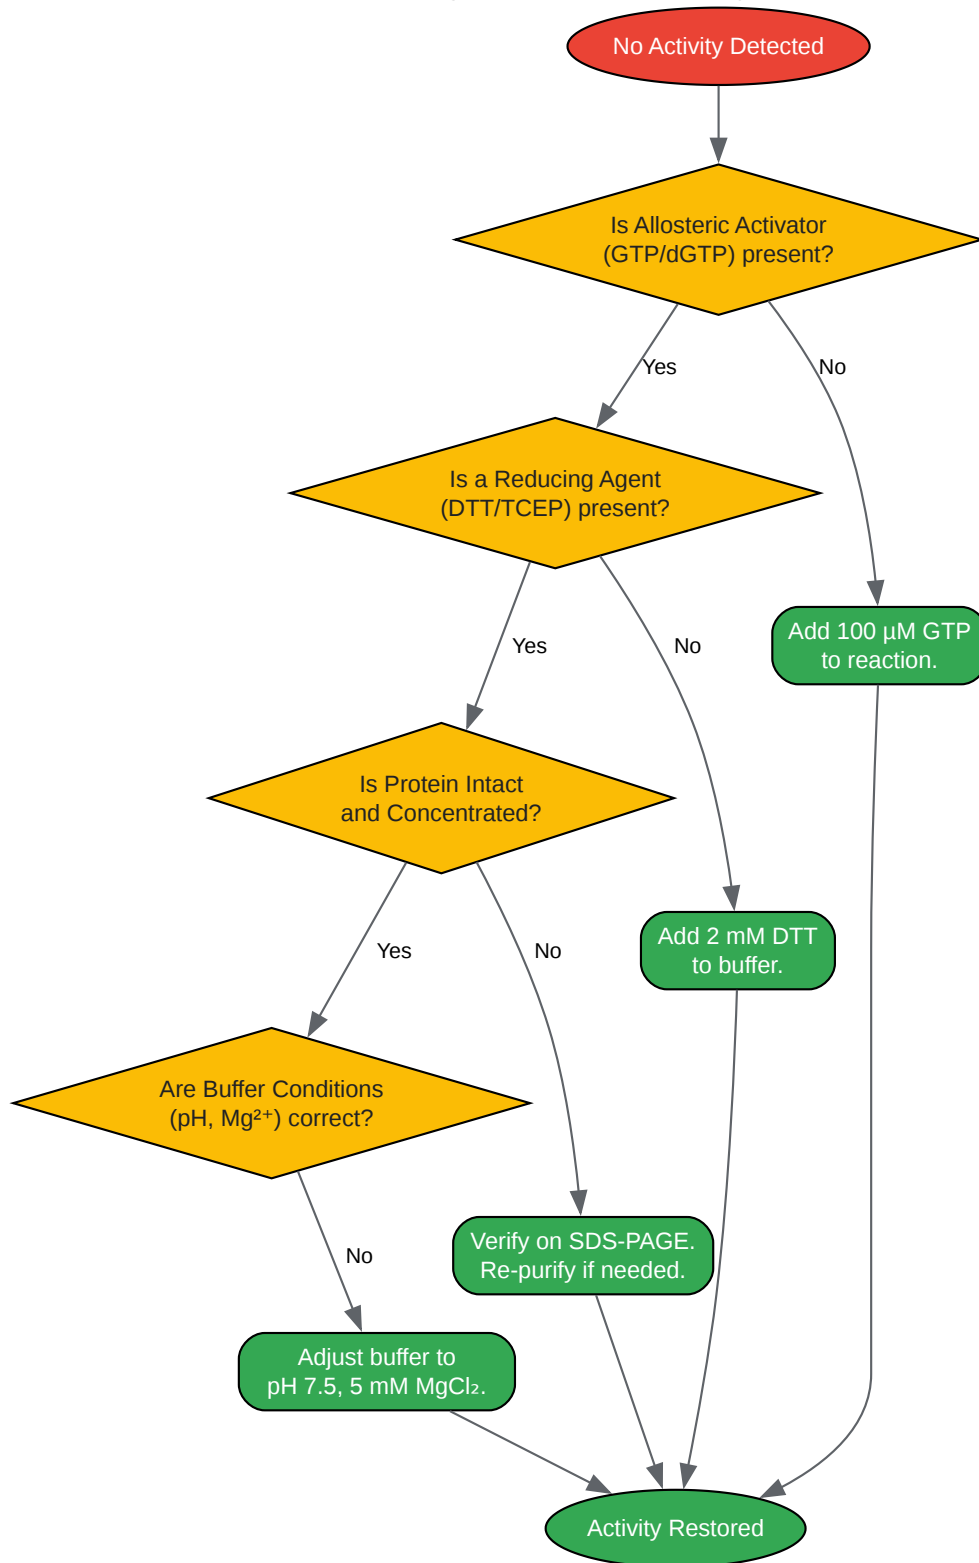 No Activity Detected
Is Allosteric Activator
(GTP/dGTP) present?
Yes
No
Is a Reducing Agent
(DTT/TCEP) present?
Yes
No
Add 100 µM GTP
to reaction.
Is Protein Intact
and Concentrated?
Yes
No
Add 2 mM DTT
to buffer.
Are Buffer Conditions
(pH, Mg²⁺) correct?
No
Verify on SDS-PAGE.
Re-purify if needed.
Adjust buffer to
pH 7.5, 5 mM MgCl₂.
Activity Restored